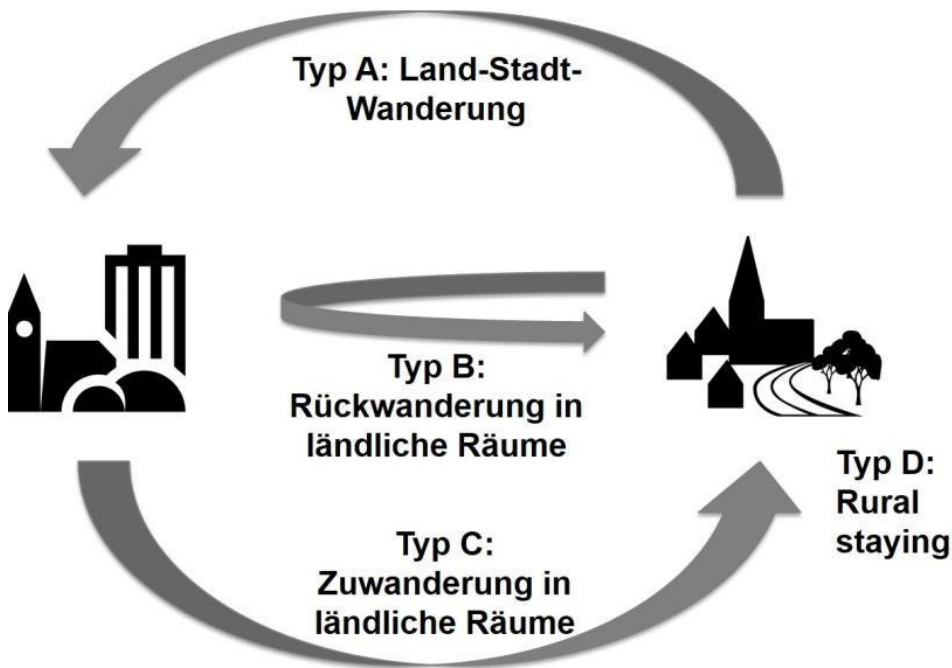 Typ A: Land-Stadt-
Wanderung
Typ B:
Rückwanderung in
ländliche Räume
Typ C:
Zuwanderung in
ländliche Räume
Typ D:
Rural
staying